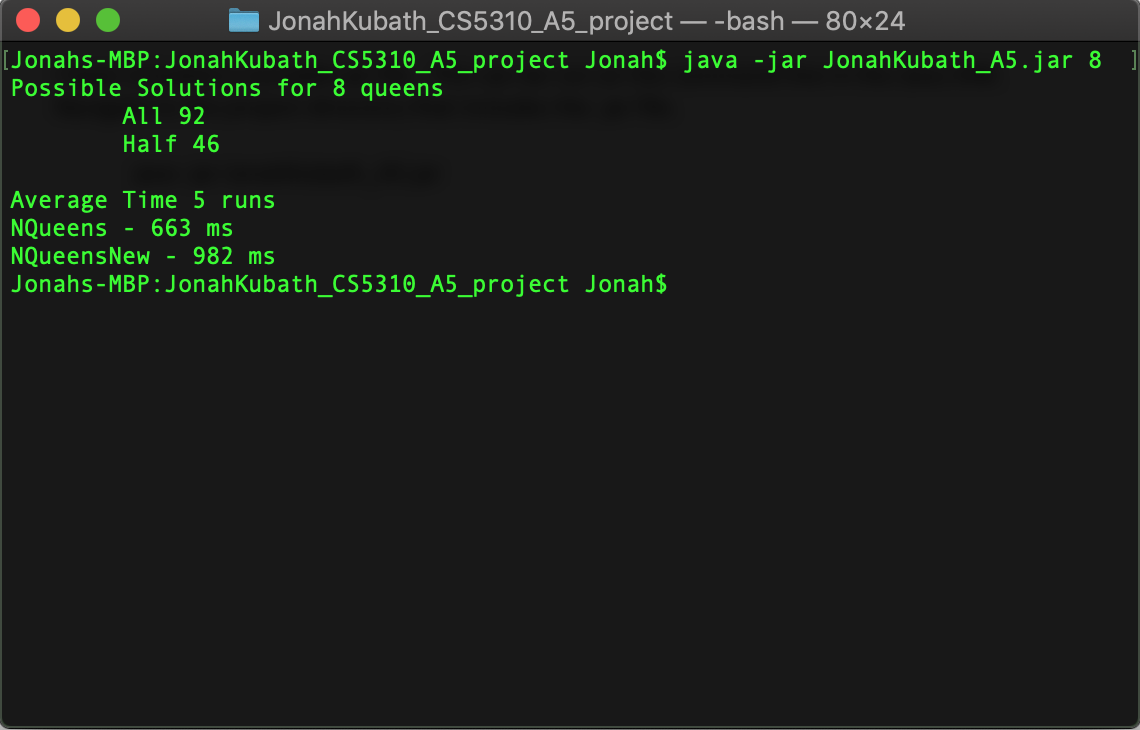 JonahKubath_CS5310_A5_project — -bash — 80×24
[Jonahs-MBP:JonahKubath_CS5310_A5_project Jonah$ java -jar JonahKubath_A5.jar 8 ]
Possible Solutions for 8 queens
All 92
Half 46
Average Time 5 runs
NQueens - 663 ms
NQueensNew - 982 ms
Jonahs-MBP:JonahKubath_CS5310_A5_project Jonah$